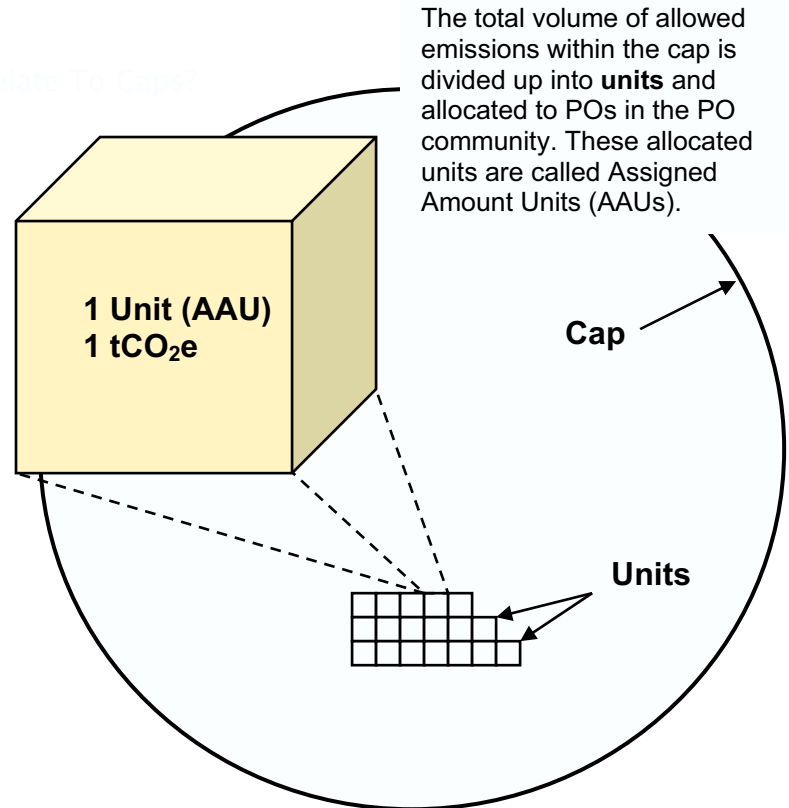 The total volume of allowed
emissions within the cap is
divided up into units and
allocated to POs in the PO
community. These allocated
units are called Assigned
Amount Units (AAUs).
To Caps?
1 Unit (AAU)
1 tCO₂e
Cap
Units